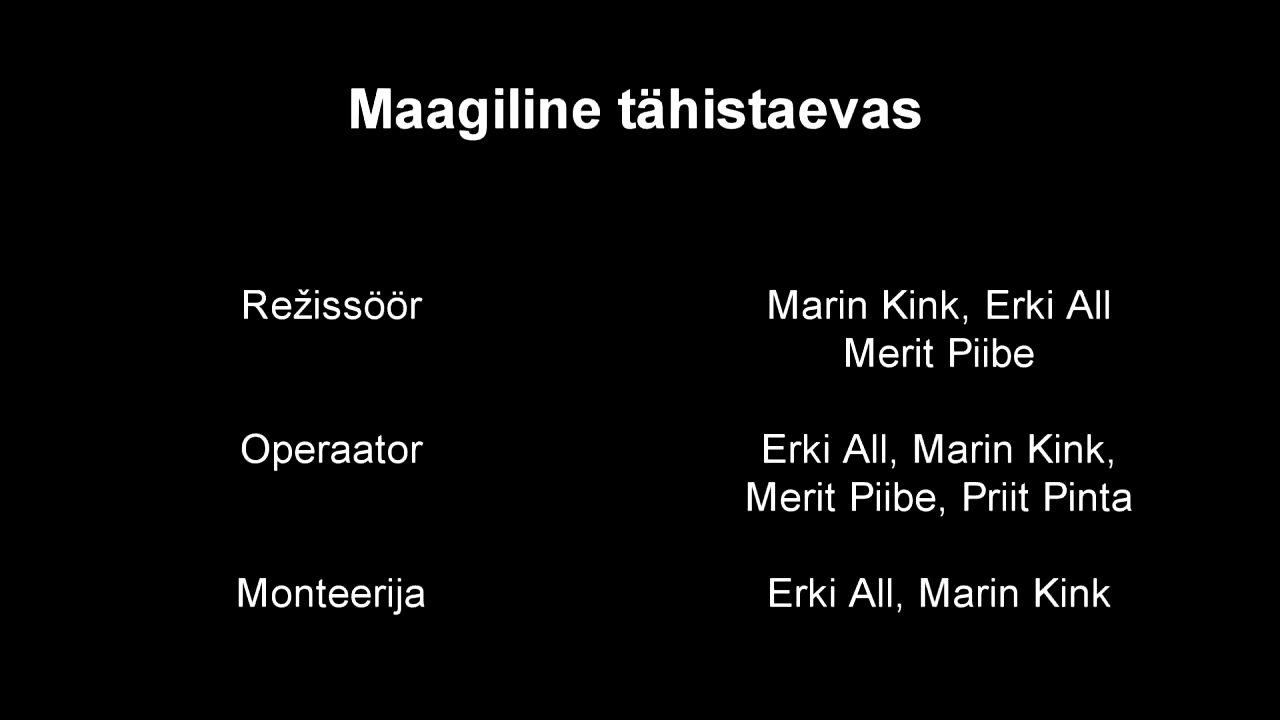 Maagiline tähistaevas
Režissöör Marin Kink, Erki All
Merit Piibe
Operaator Erki All, Marin Kink,
Merit Piibe, Priit Pinta
Monteerija Erki All, Marin Kink